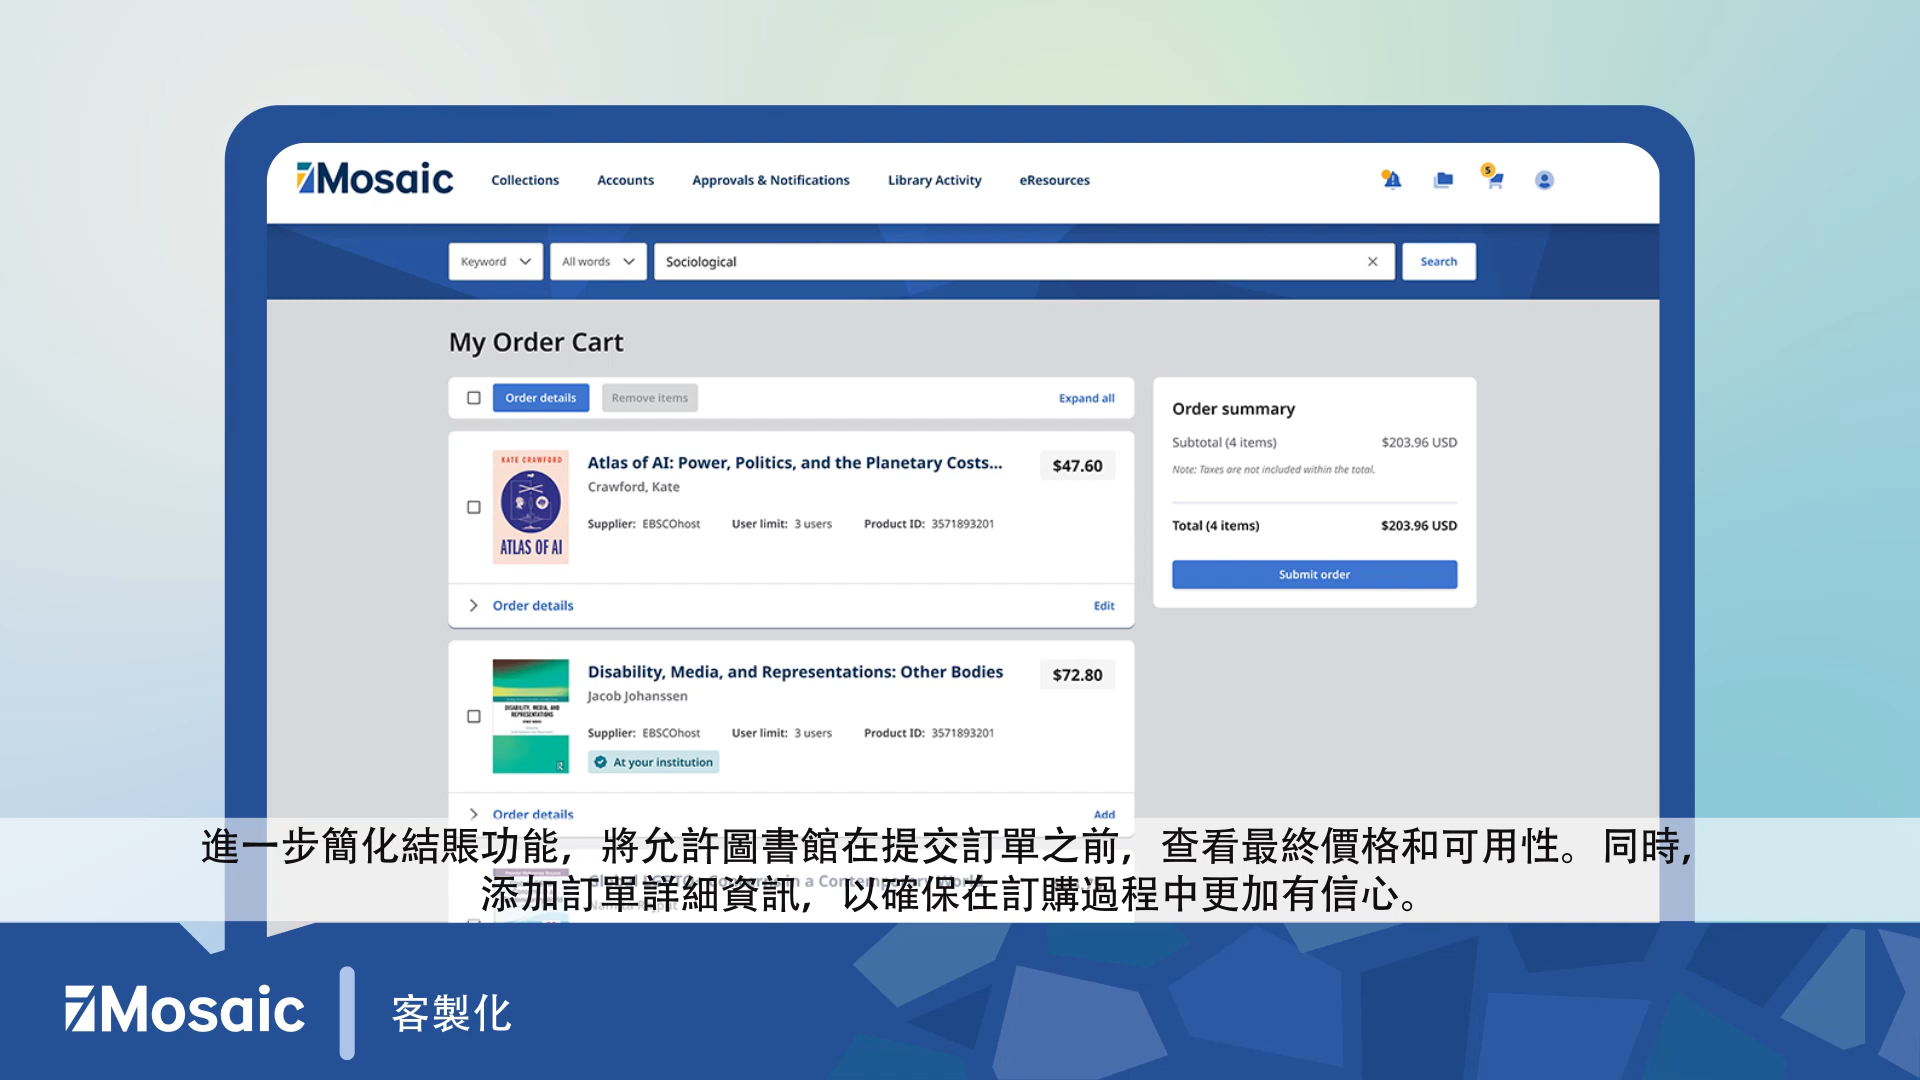 Mosaic
Collections
Accounts
Approvals & Notifications
Library Activity
eResources
5
Keyword
All words
Sociological
Search
My Order Cart
Order details
Remove items
Expand all
KATE CRAWFORD
ATLAS OF AI
Atlas of AI: Power, Politics, and the Planetary Costs...
Crawford, Kate
Supplier: EBSCOhost
User limit: 3 users
Product ID: 3571893201
$47.60
Order details
Edit
DISABILITY, MEDIA, AND
REPRESENTATIONS
OTHER BODIES
Disability, Media, and Representations: Other Bodies
Jacob Johanssen
Supplier: EBSCOhost
User limit: 3 users
Product ID: 3571893201
At your institution
$72.80
Order details
Add
Order summary
Subtotal (4 items)
$203.96 USD
Note: Taxes are not included within the total.
Total (4 items)
$203.96 USD
Submit order
進一步簡化結賬功能，將允許圖書館在提交訂單之前，查看最終價格和可用性。同時，
添加訂單詳細資訊，以確保在訂購過程中更加有信心。
Mosaic
客製化